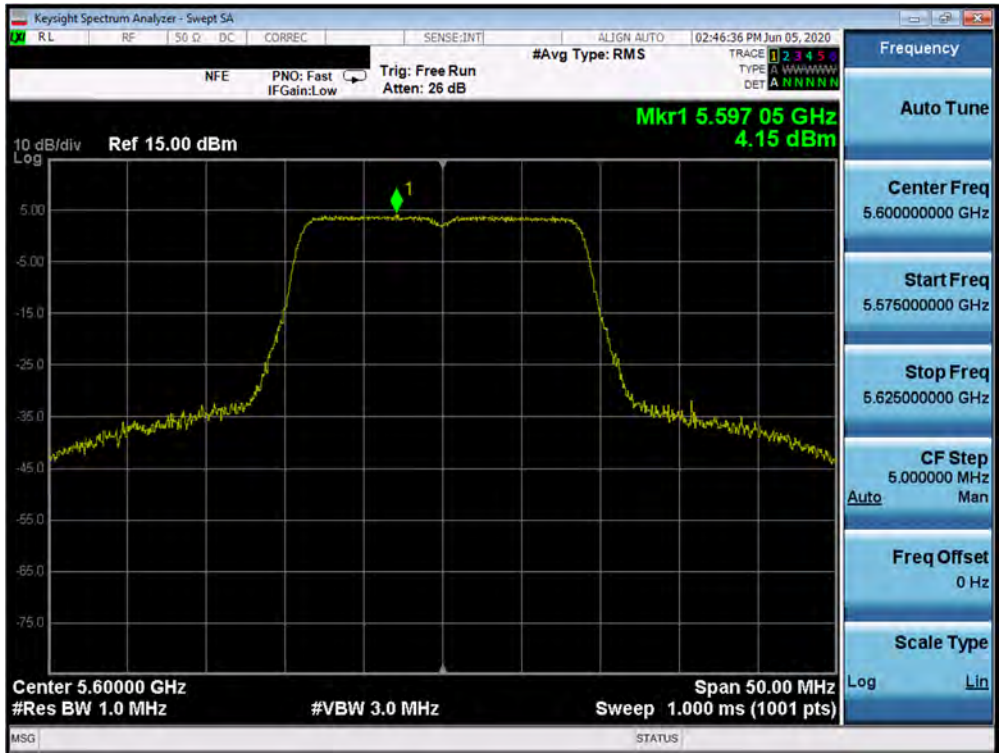 Keysight Spectrum Analyzer - Swept SA
LXI RL RF 50 Ω DC CORREC SENSE:INT ALIGN AUTO 02:46:36 PM Jun 05, 2020
NFE PNO: Fast Trig: Free Run #Avg Type: RMS TRACE 1 2 3 4 5 6
IFGain:Low Atten: 26 dB TYPE A WWWWW
DET A N N N N N
Mkr1 5.597 05 GHz
4.15 dBm
10 dB/div Ref 15.00 dBm
Log
1
5.00
-5.00
-15.0
-25.0
-35.0
-45.0
-55.0
-65.0
-75.0
Center 5.60000 GHz Span 50.00 MHz
#Res BW 1.0 MHz #VBW 3.0 MHz Sweep 1.000 ms (1001 pts)
MSG STATUS
Frequency
Auto Tune
Center Freq
5.600000000 GHz
Start Freq
5.575000000 GHz
Stop Freq
5.625000000 GHz
CF Step
5.000000 MHz
Auto Man
Freq Offset
0 Hz
Scale Type
Log Lin